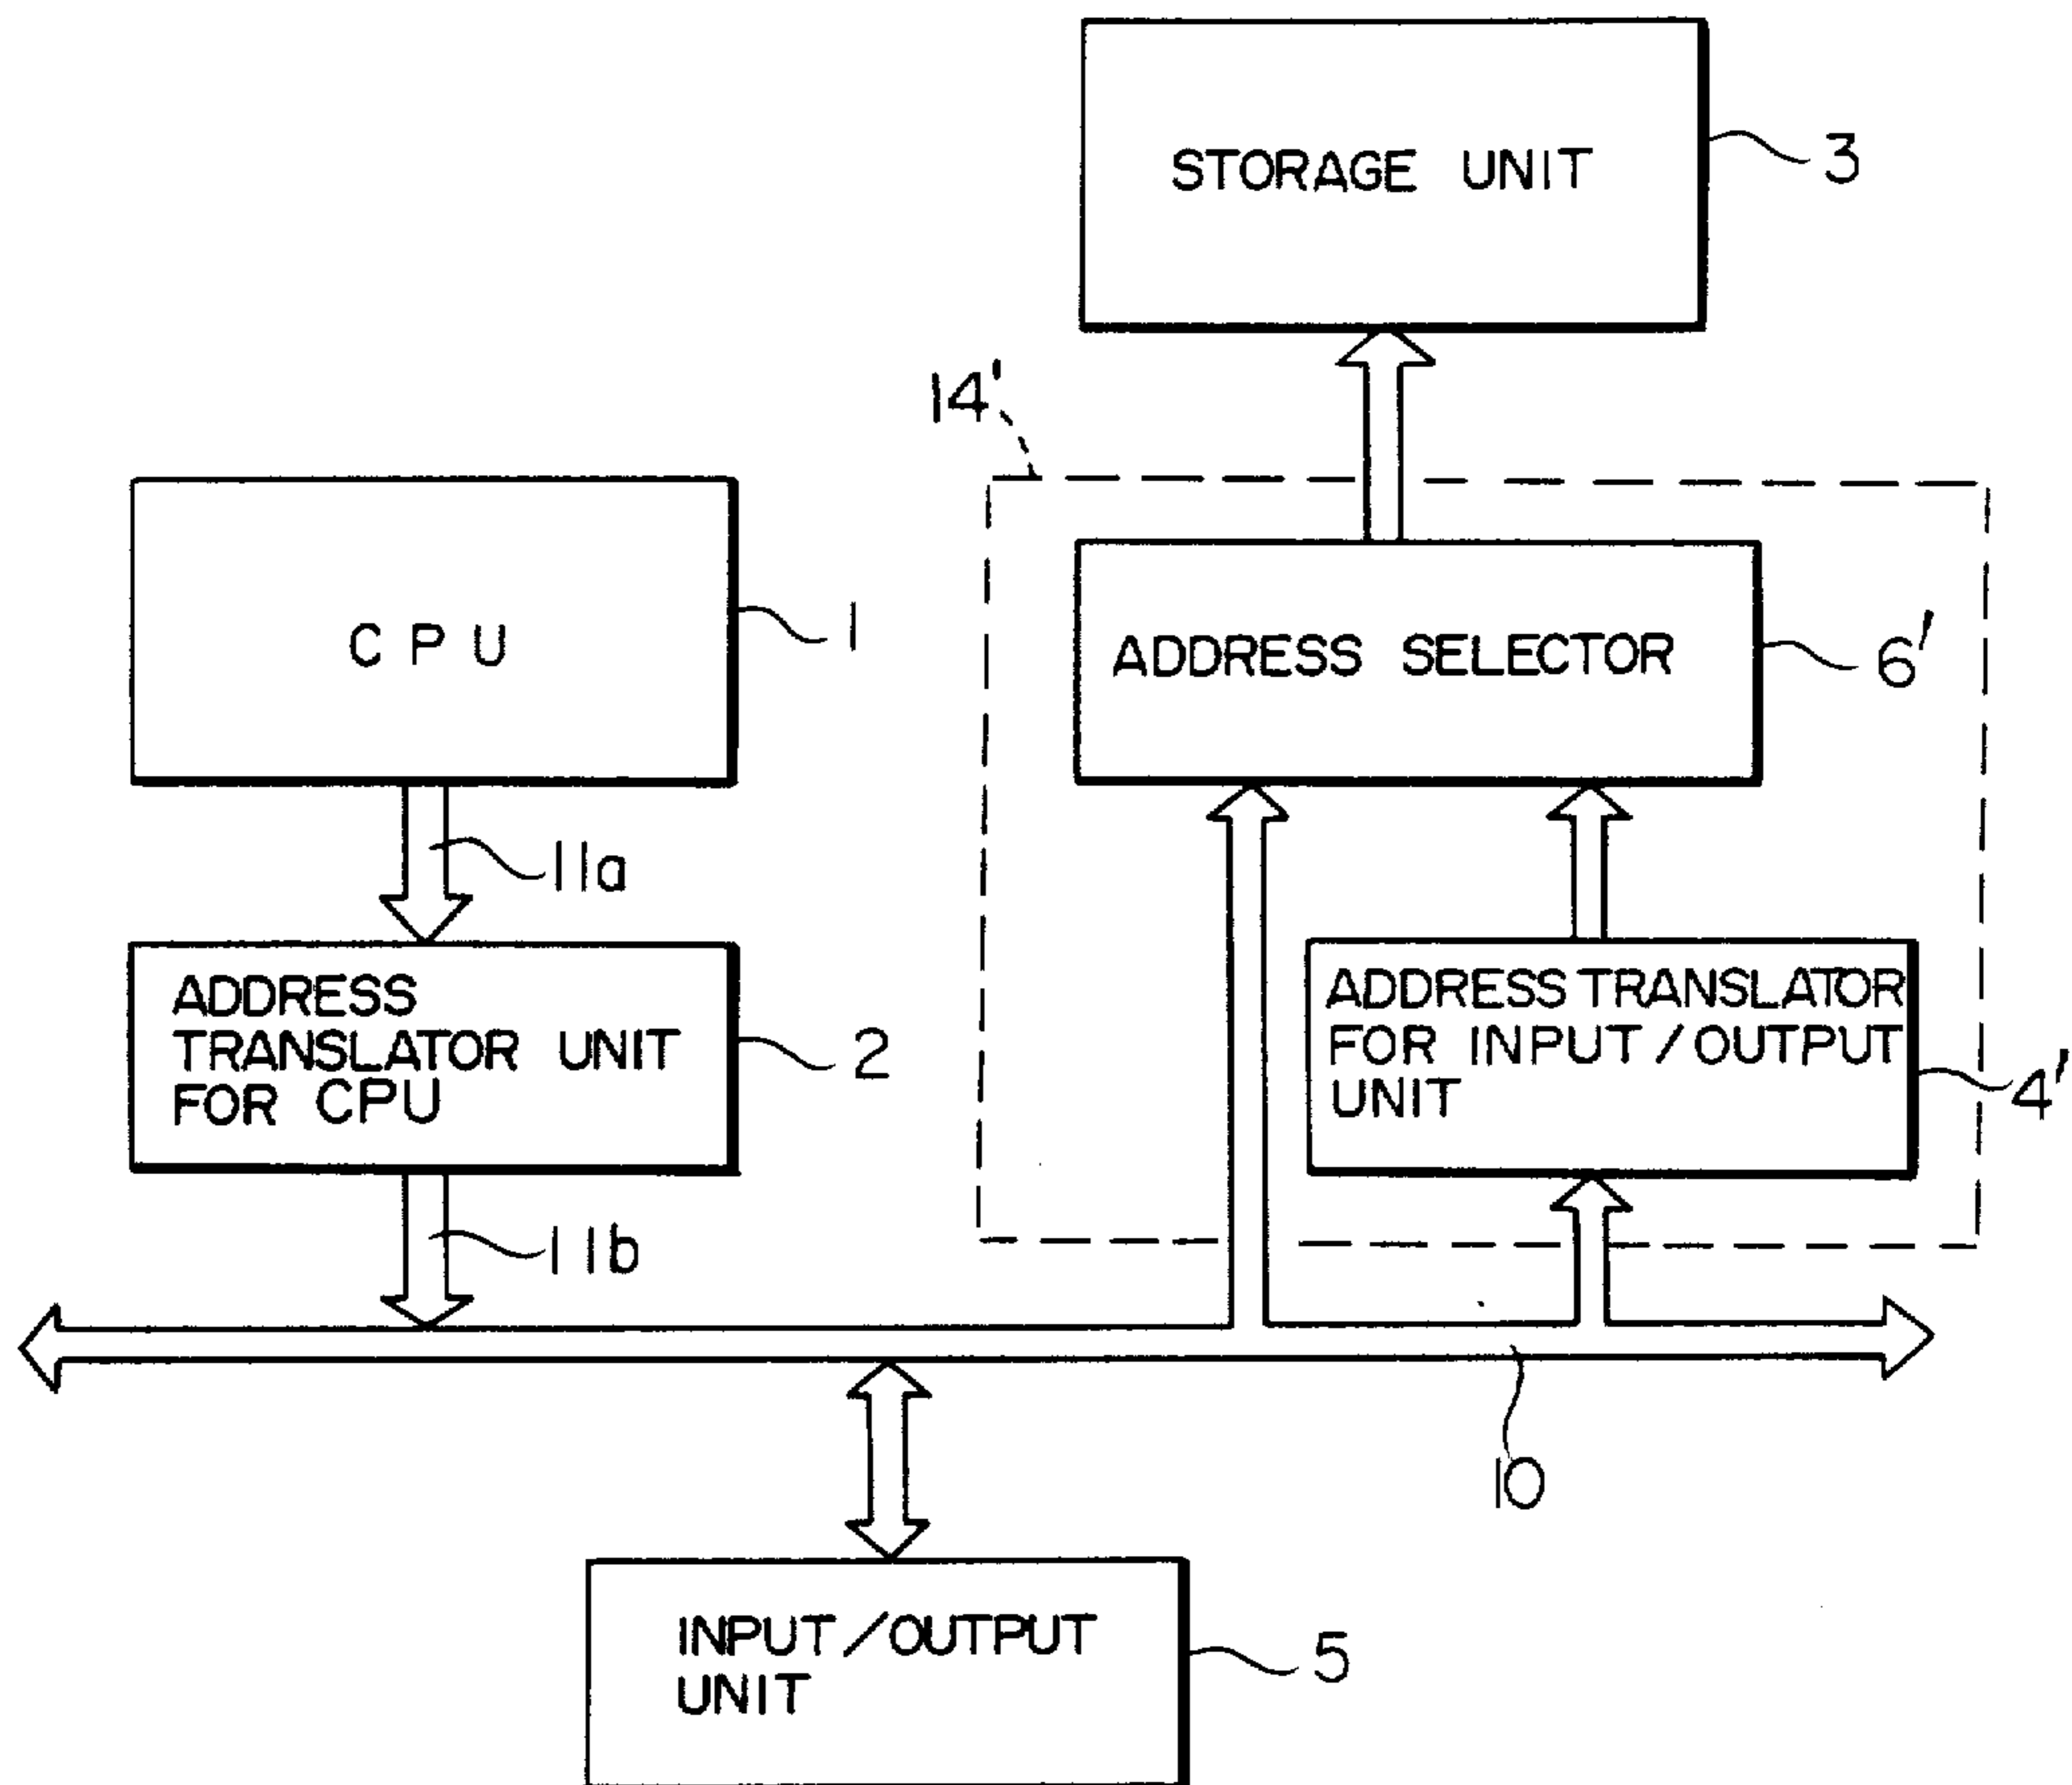 STORAGE UNIT
3
14'
CPU
1
ADDRESS SELECTOR
6'
11a
ADDRESS
TRANSLATOR UNIT
FOR CPU
2
ADDRESS TRANSLATOR
FOR INPUT/OUTPUT
UNIT
4'
11b
10
INPUT/OUTPUT
UNIT
5